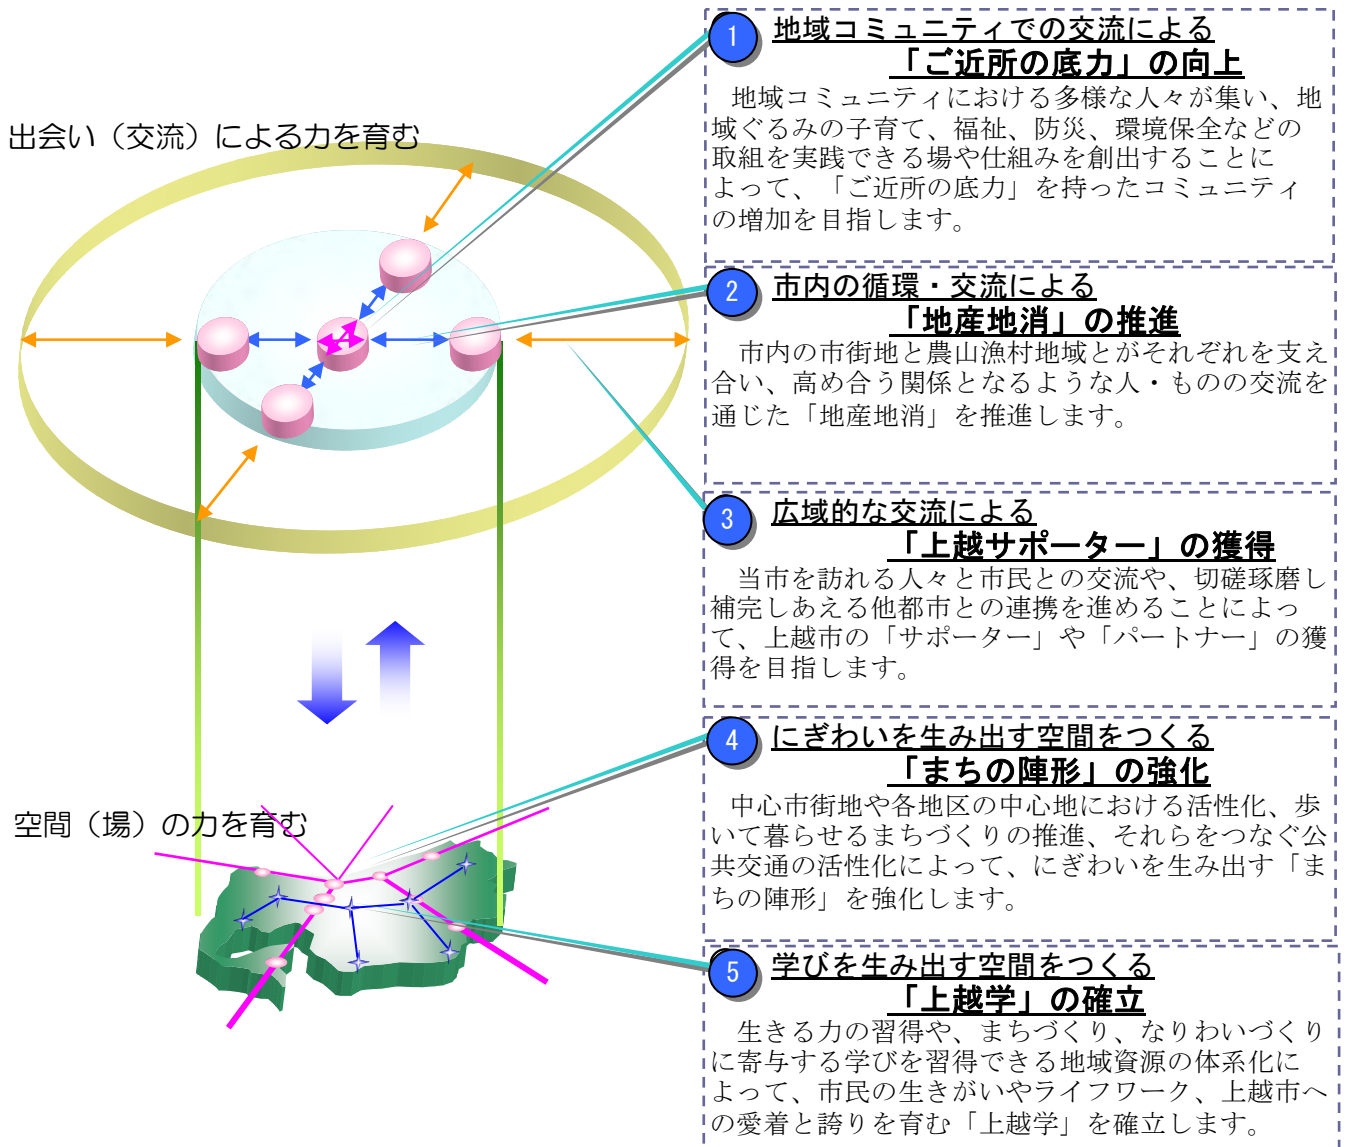 出会い（交流）による力を育む
空間（場）の力を育む
1
地域コミュニティでの交流による
「ご近所の底力」の向上
地域コミュニティにおける多様な人々が集い、地
域ぐるみの子育て、福祉、防災、環境保全などの
取組を実践できる場や仕組みを創出することに
よって、「ご近所の底力」を持ったコミュニティ
の増加を目指します。
2
市内の循環・交流による
「地産地消」の推進
市内の市街地と農山漁村地域とがそれぞれを支え
合い、高め合う関係となるような人・ものの交流を
通じた「地産地消」を推進します。
3
広域的な交流による
「上越サポーター」の獲得
当市を訪れる人々と市民との交流や、切磋琢磨し
補完しあえる他都市との連携を進めることによっ
て、上越市の「サポーター」や「パートナー」の獲
得を目指します。
4
にぎわいを生み出す空間をつくる
「まちの陣形」の強化
中心市街地や各地区の中心地における活性化、歩
いて暮らせるまちづくりの推進、それらをつなぐ公
共交通の活性化によって、にぎわいを生み出す「ま
ちの陣形」を強化します。
5
学びを生み出す空間をつくる
「上越学」の確立
生きる力の習得や、まちづくり、なりわいづくり
に寄与する学びを習得できる地域資源の体系化に
よって、市民の生きがいやライフワーク、上越市へ
の愛着と誇りを育む「上越学」を確立します。